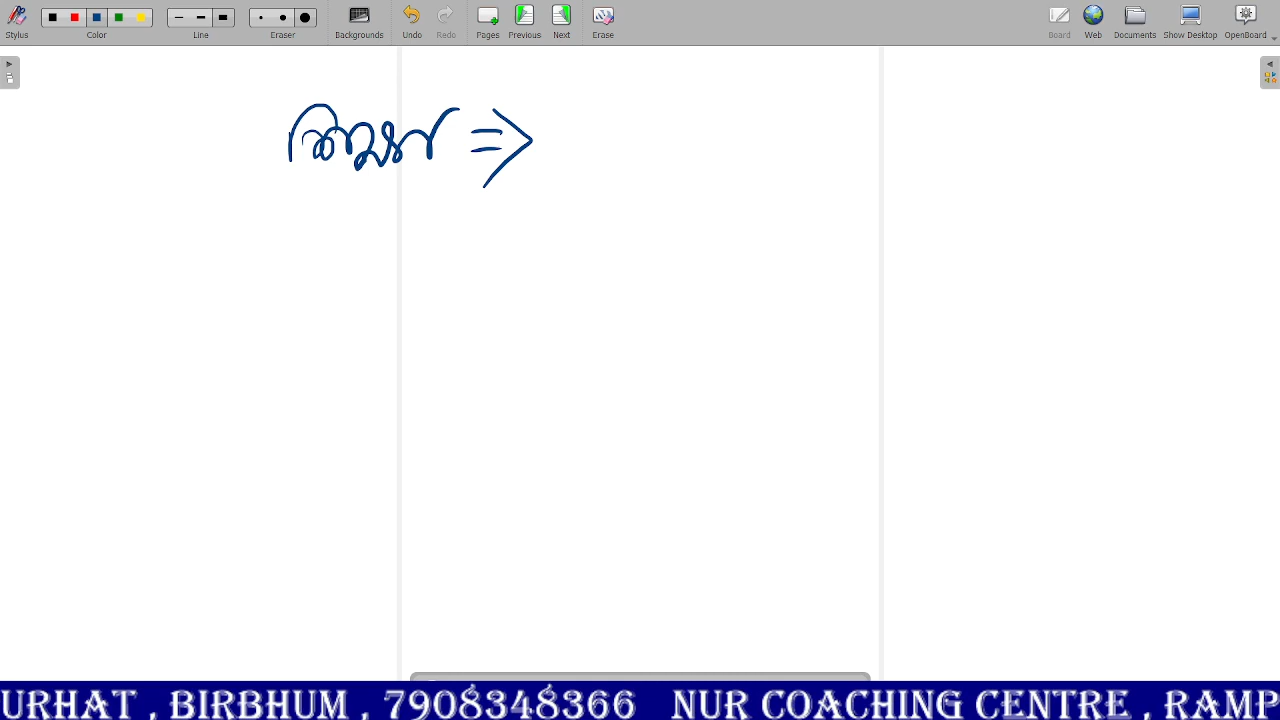 Stylus Color Line Eraser Backgrounds Undo Redo Pages Previous Next Erase Board Web Documents Show Desktop OpenBoard
⇒
URHAT , BIRBHUM , 7908348366 NUR COACHING CENTRE , RAMP